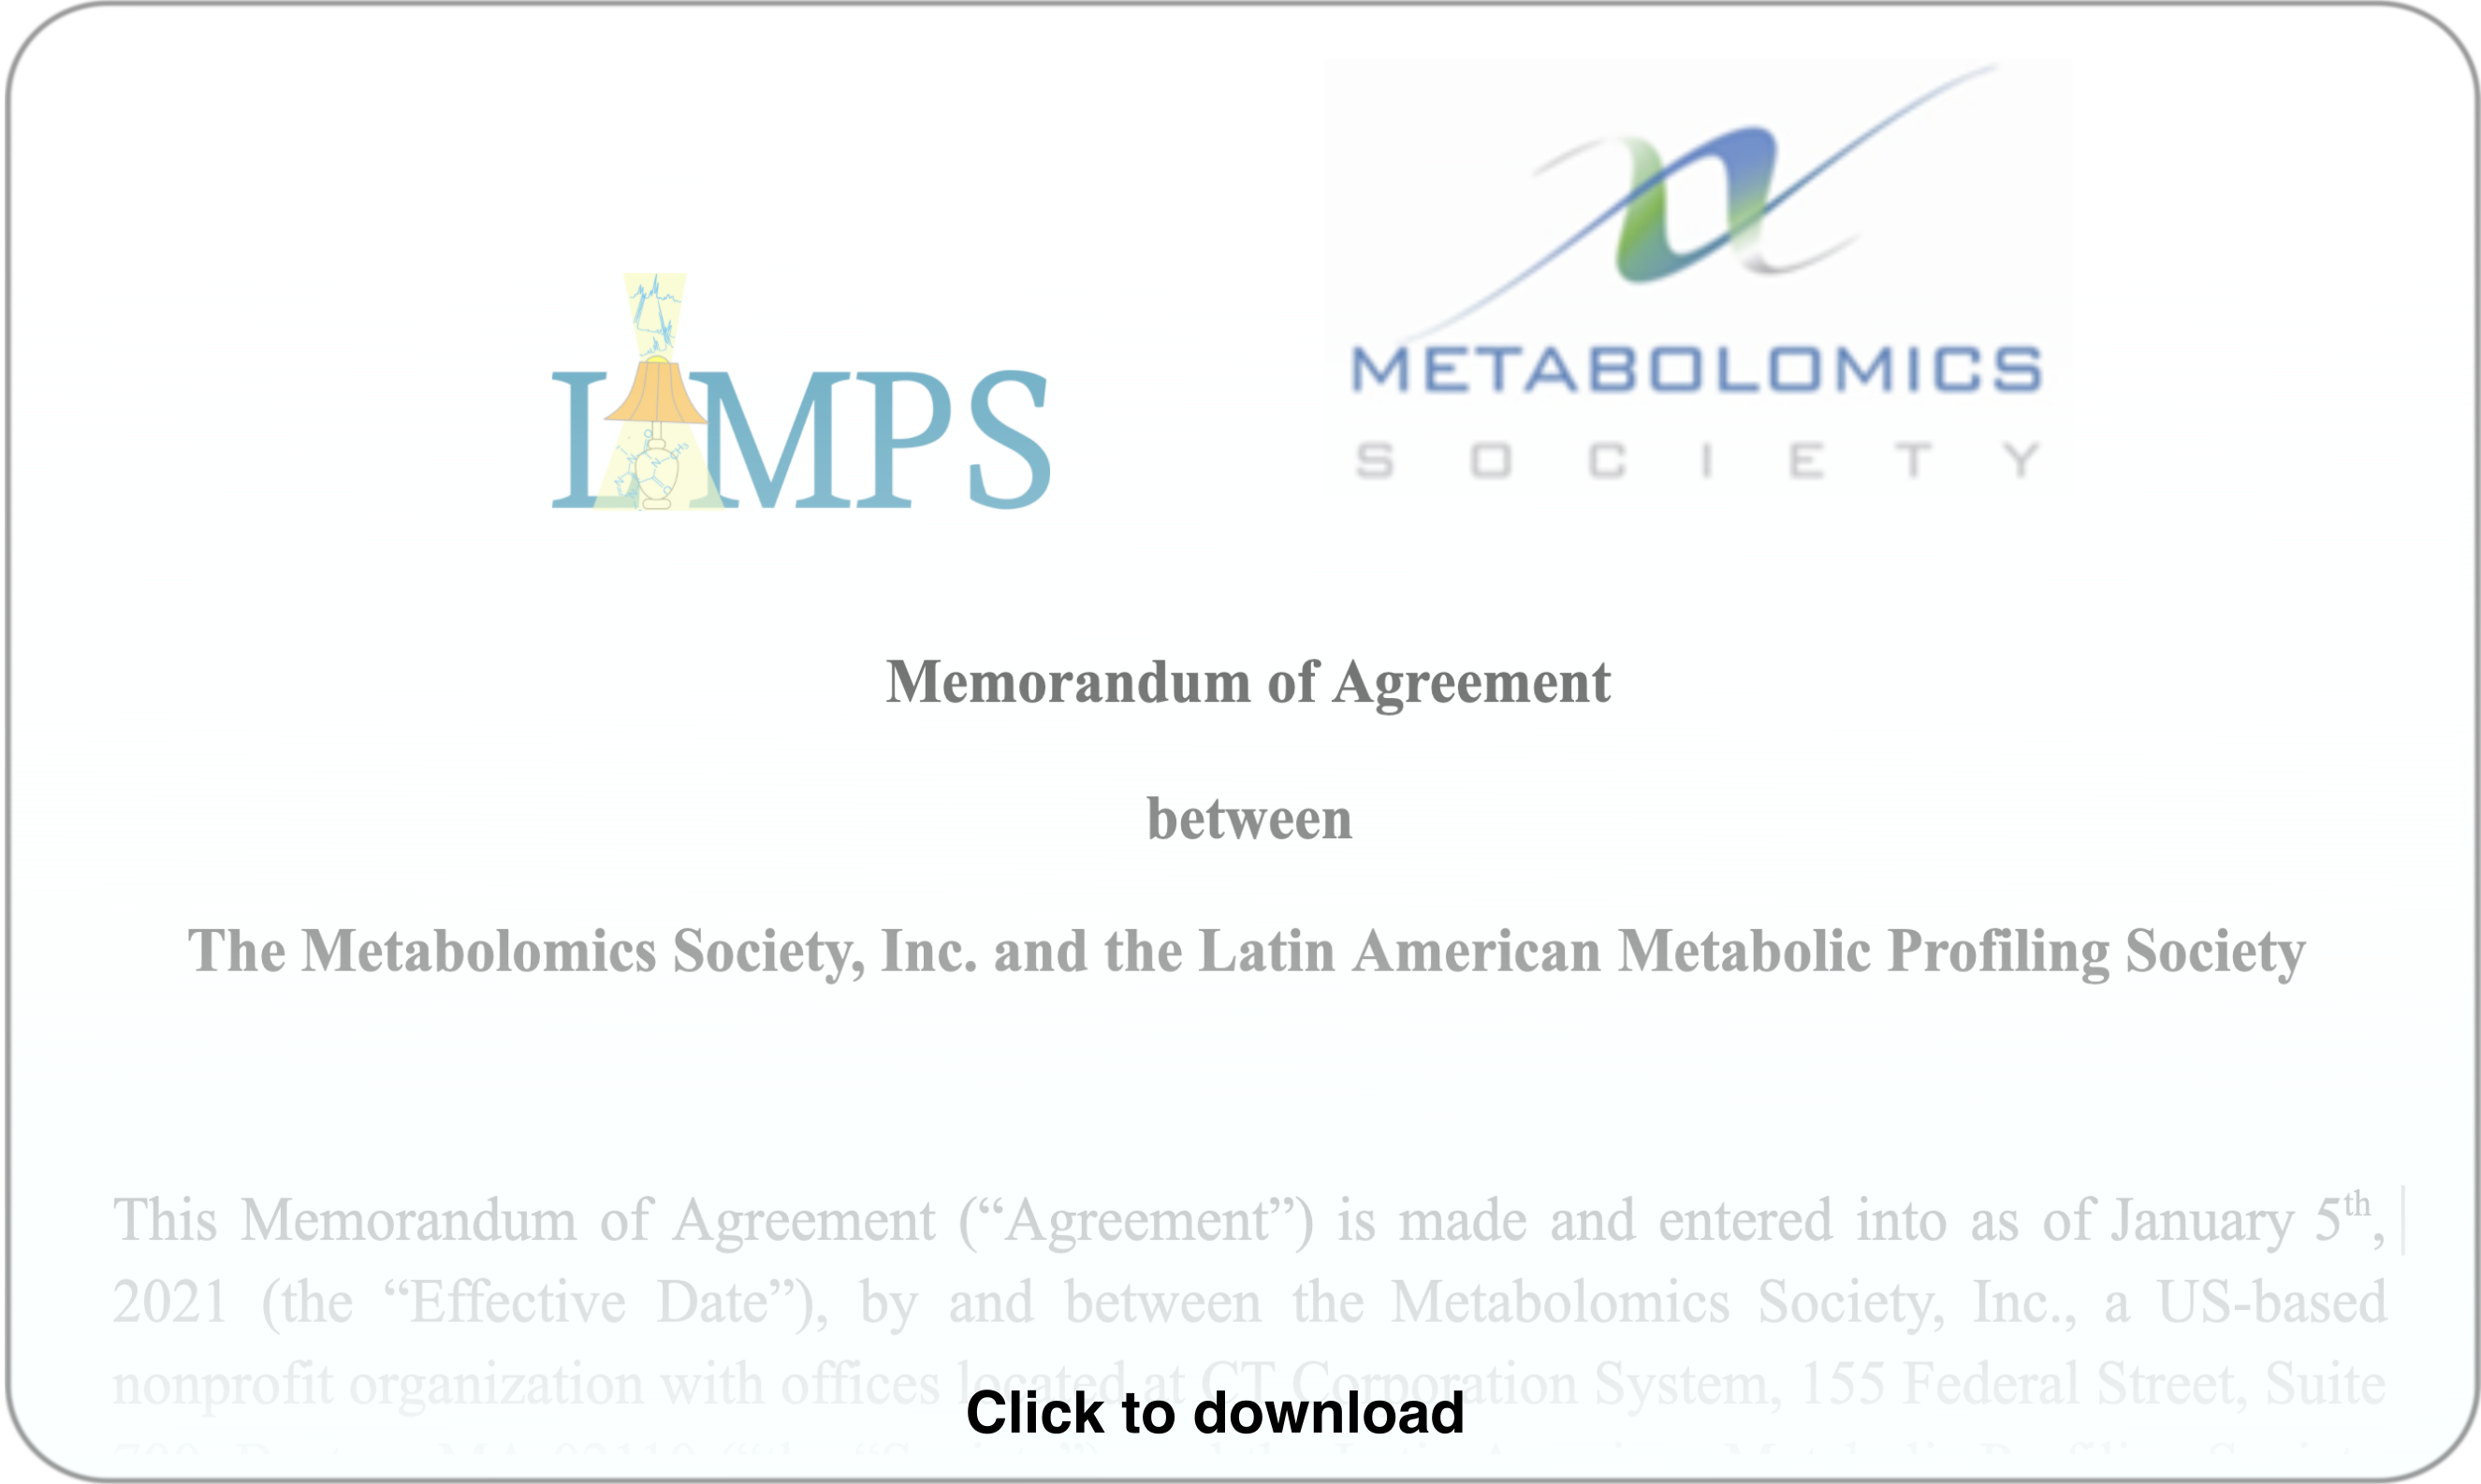 LAMPS
METABOLOMICS
SOCIETY
Memorandum of Agreement
between
The Metabolomics Society, Inc. and the Latin American Metabolic Profiling Society
This Memorandum of Agreement (“Agreement”) is made and entered into as of January 5th,
2021 (the “Effective Date”), by and between the Metabolomics Society, Inc., a US-based
nonprofit organization with offices located at CT Corporation System, 155 Federal Street, Suite
Click to download